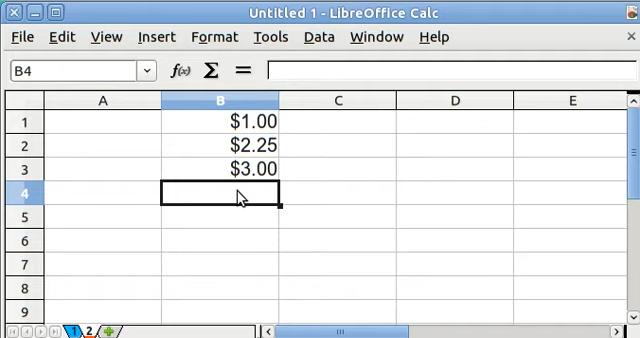 Untitled 1 - LibreOffice Calc
File Edit View Insert Format Tools Data Window Help
B4 f(x) Σ =
A B C D E
1 $1.00
2 $2.25
3 $3.00
4
5
6
7
8
9
1 2